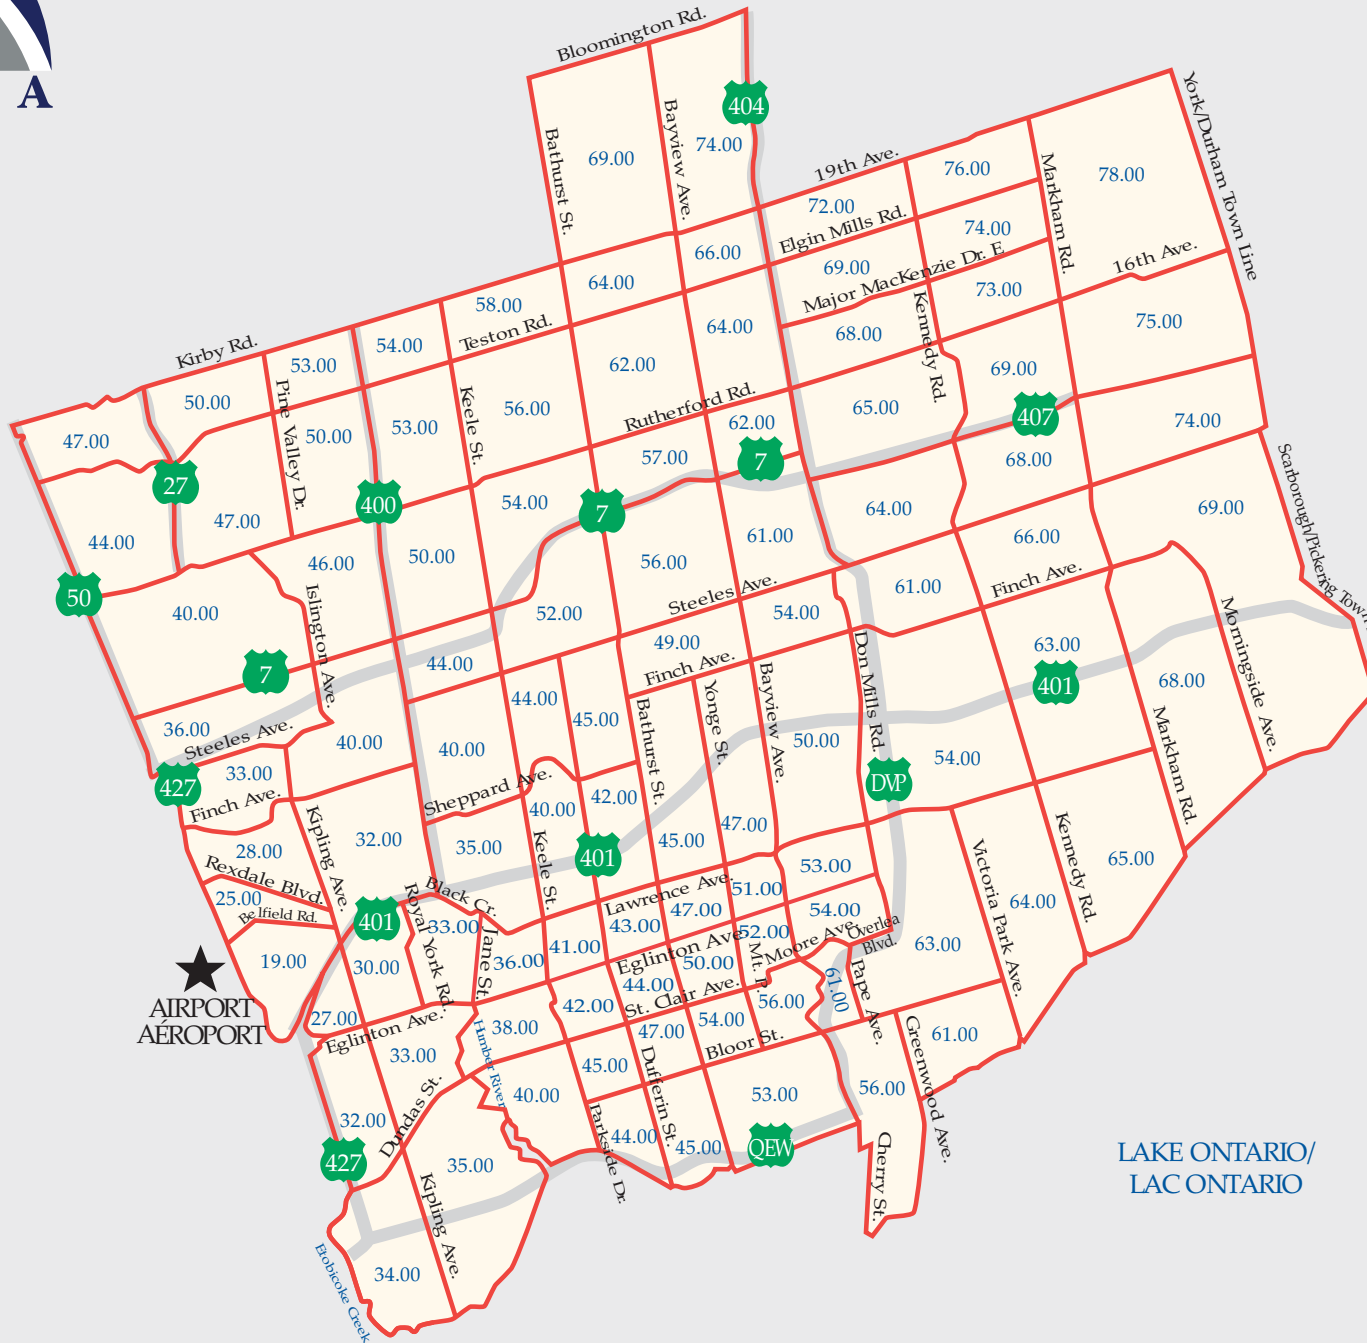 A
Bloomington Rd.
404
Bayview Ave.
Bathurst St.
69.00
74.00
York/Durham Town Line
19th Ave.
76.00
78.00
Markham Rd.
72.00
Elgin Mills Rd.
74.00
66.00
69.00
Major MacKenzie Dr. E
16th Ave.
64.00
73.00
58.00
Kennedy Rd.
Teston Rd.
64.00
68.00
75.00
Kirby Rd.
54.00
53.00
62.00
69.00
50.00
Pine Valley Dr.
Keele St.
56.00
Rutherford Rd.
65.00
407
47.00
50.00
53.00
62.00
74.00
57.00
7
68.00
27
400
54.00
7
64.00
69.00
Scarborough/Pickering Town
47.00
44.00
46.00
50.00
61.00
66.00
56.00
50
Islington Ave.
Steeles Ave.
61.00
Finch Ave.
40.00
52.00
54.00
Morningside Ave.
49.00
63.00
7
44.00
Finch Ave.
Don Mills Rd.
401
68.00
44.00
45.00
Bathurst St.
Yonge St.
Bayview Ave.
36.00
Steeles Ave.
40.00
40.00
50.00
54.00
Markham Rd.
33.00
427
Sheppard Ave.
DVP
Finch Ave.
40.00
42.00
Kipling Ave.
32.00
35.00
Keele St.
401
45.00
47.00
Victoria Park Ave.
Kennedy Rd.
28.00
53.00
65.00
Rexdale Blvd.
Black Cr.
Lawrence Ave.
51.00
25.00
Belfield Rd.
401
Royal York Rd.
33.00
Jane St.
43.00
47.00
54.00
64.00
52.00
Moore Ave.
Overlea
Blvd.
63.00
19.00
30.00
36.00
41.00
Eglinton Ave.
50.00
Mt. P.
61.00
Pape Ave.
AIRPORT
AÉROPORT
44.00
St. Clair Ave.
56.00
27.00
Eglinton Ave.
Humber River
38.00
42.00
47.00
54.00
Bloor St.
Greenwood Ave.
61.00
33.00
45.00
Dufferin St.
56.00
Dundas St.
40.00
53.00
32.00
Parkside Dr.
44.00
45.00
QEW
Cherry St.
427
35.00
LAKE ONTARIO/
LAC ONTARIO
Kipling Ave.
Etobicoke Creek
34.00